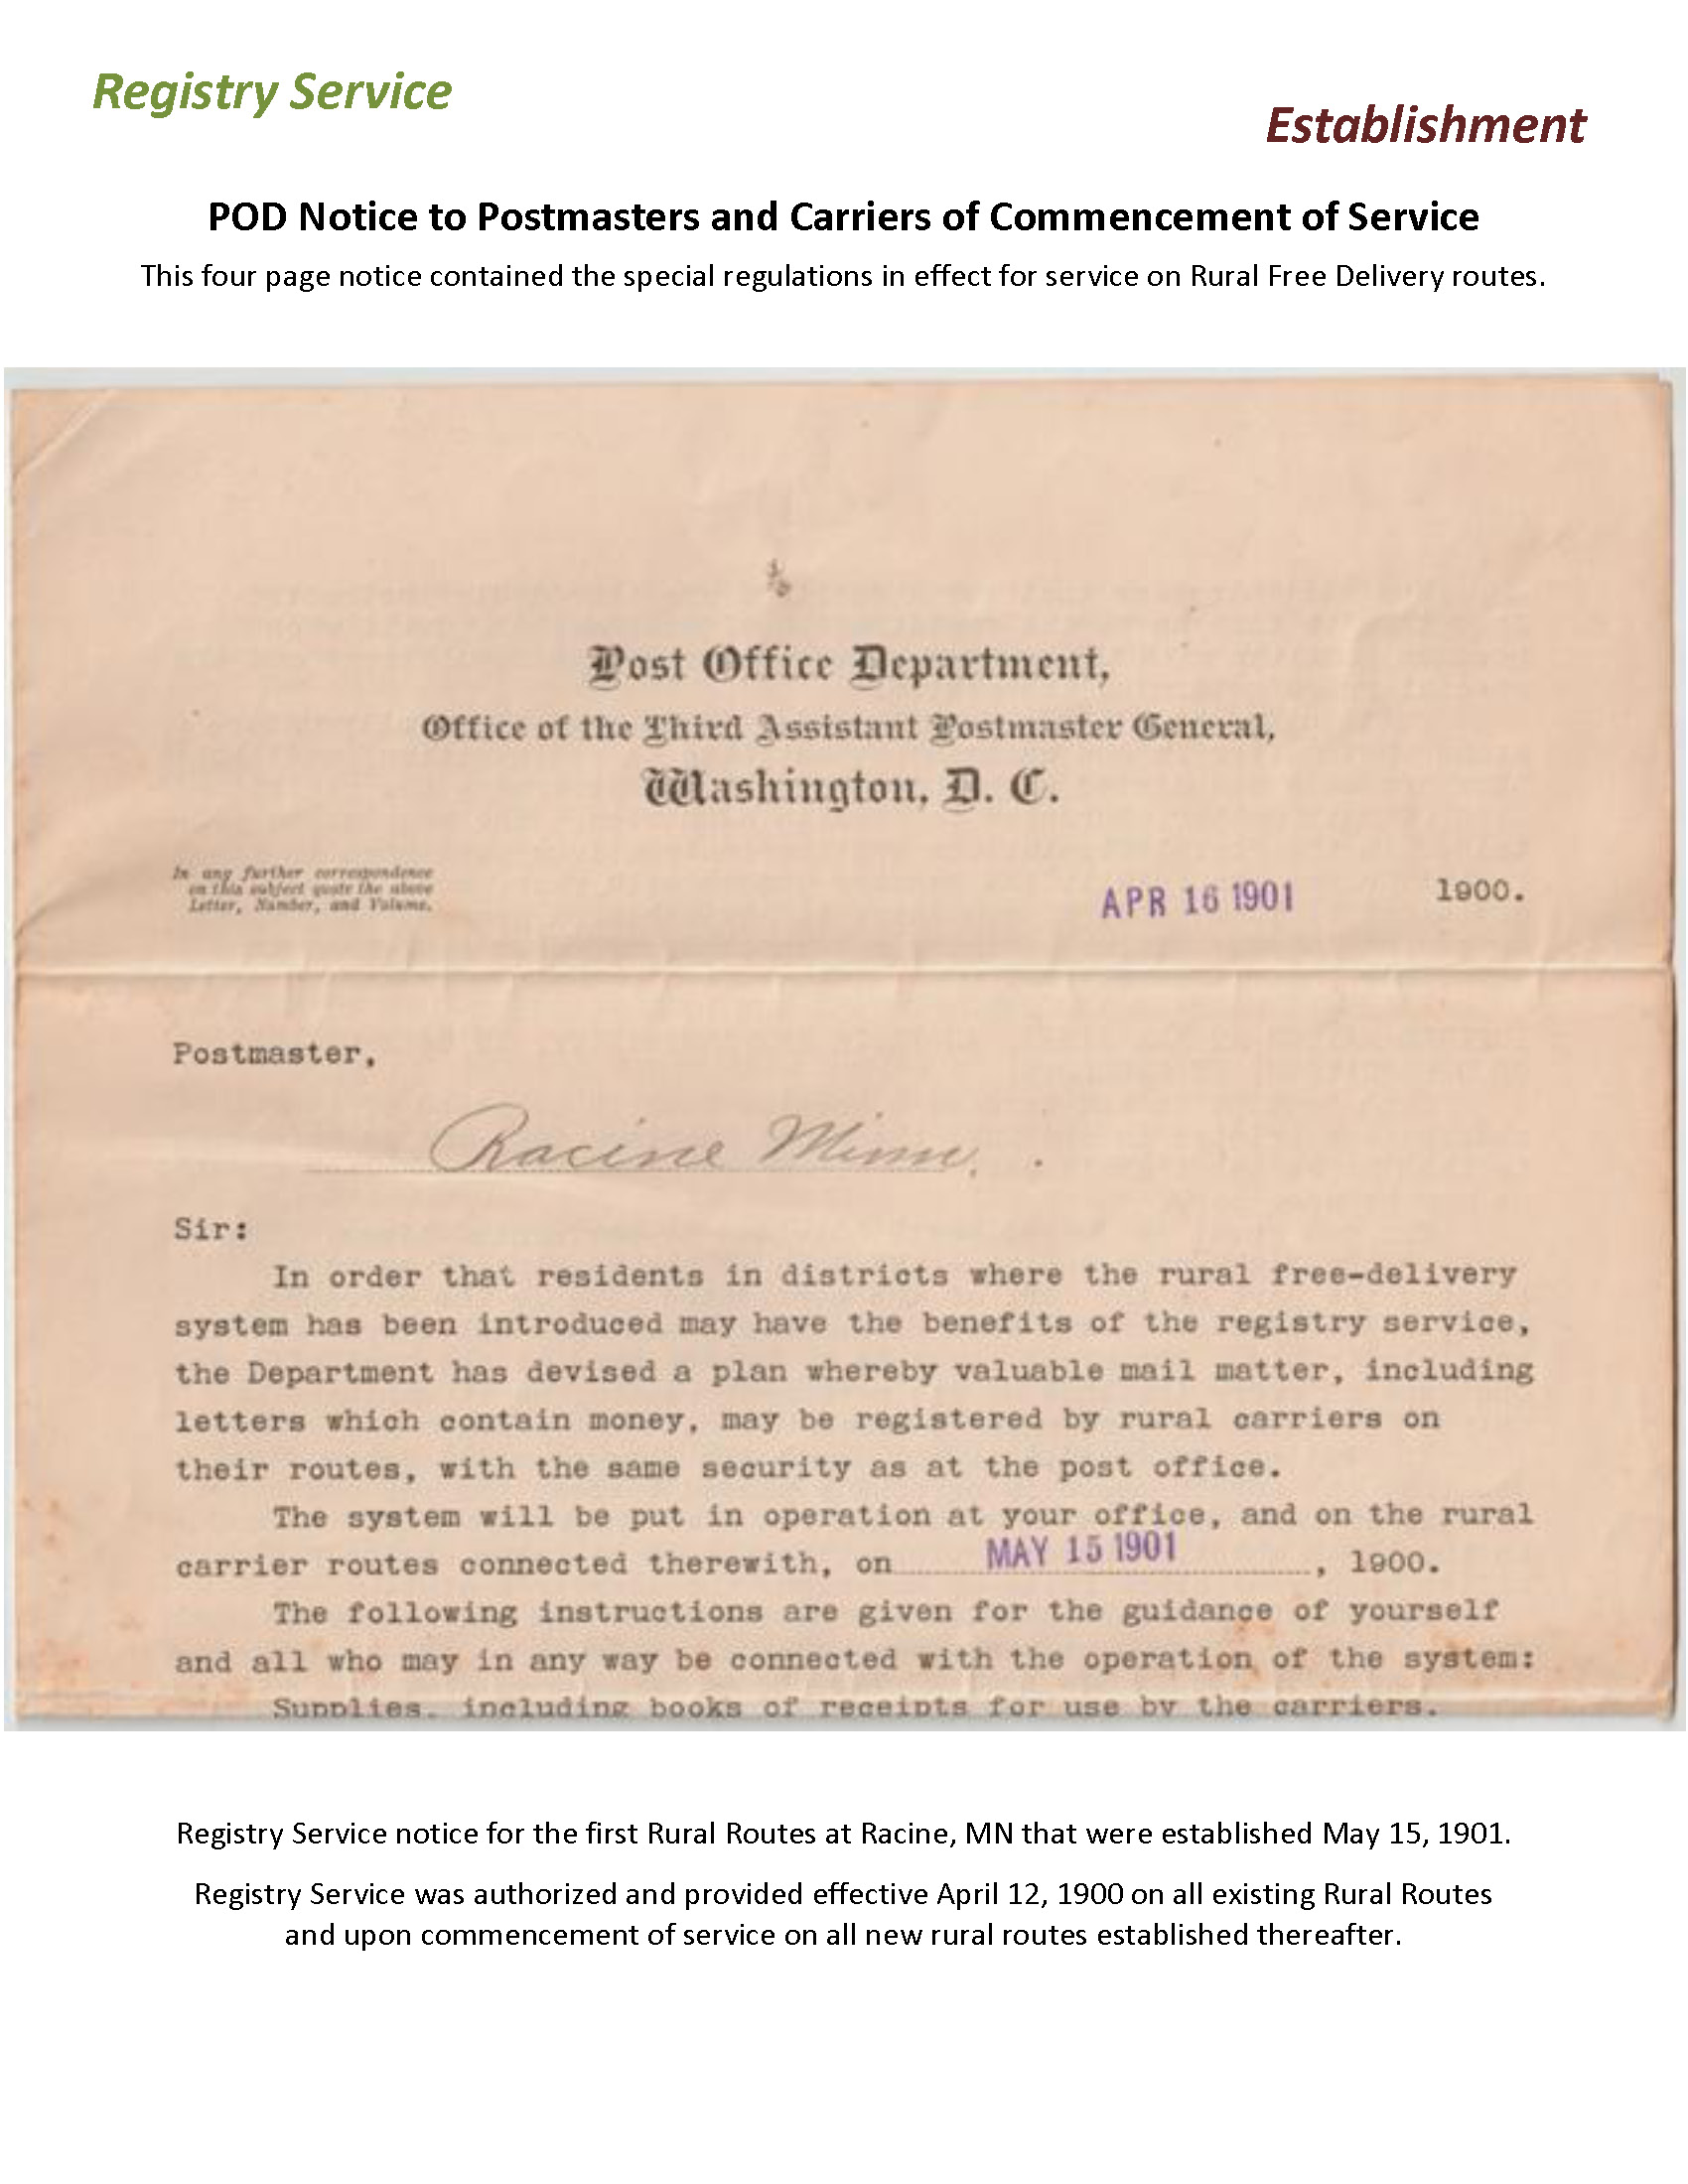 Registry Service
Establishment
POD Notice to Postmasters and Carriers of Commencement of Service
This four page notice contained the special regulations in effect for service on Rural Free Delivery routes.
Post Office Department,
Office of the Third Assistant Postmaster General,
Washington, D. C.
In any further correspondence
on this subject quote the above
Letter, Number, and Volume.
APR 16 1901 1900.
Postmaster,
Racine Minn.
Sir:
In order that residents in districts where the rural free-delivery
system has been introduced may have the benefits of the registry service,
the Department has devised a plan whereby valuable mail matter, including
letters which contain money, may be registered by rural carriers on
their routes, with the same security as at the post office.
The system will be put in operation at your office, and on the rural
carrier routes connected therewith, on MAY 15 1901, 1900.
The following instructions are given for the guidance of yourself
and all who may in any way be connected with the operation of the system:
Supplies, including books of receipts for use by the carriers.
Registry Service notice for the first Rural Routes at Racine, MN that were established May 15, 1901.
Registry Service was authorized and provided effective April 12, 1900 on all existing Rural Routes
and upon commencement of service on all new rural routes established thereafter.